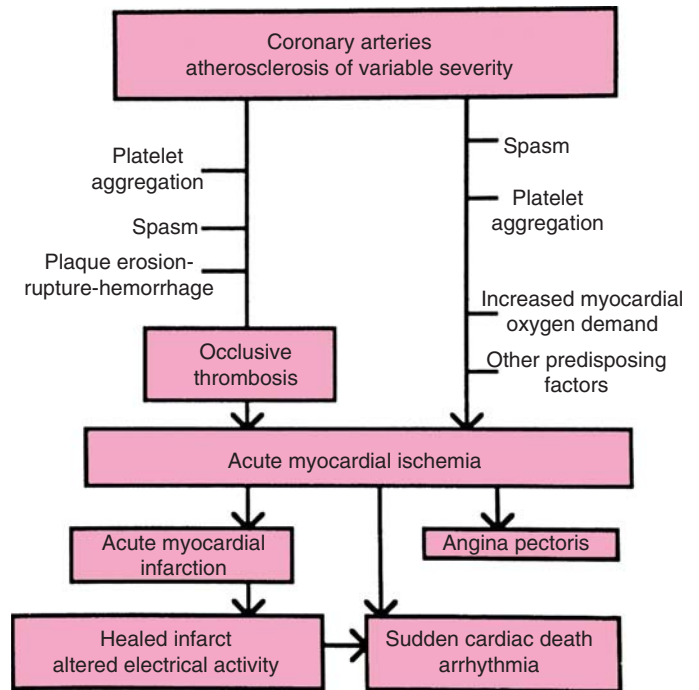 Coronary arteries
atherosclerosis of variable severity
Platelet
aggregation
Spasm
Plaque erosion-
rupture-hemorrhage
Spasm
Platelet
aggregation
Increased myocardial
oxygen demand
Other predisposing
factors
Occlusive
thrombosis
Acute myocardial ischemia
Acute myocardial
infarction
Angina pectoris
Healed infarct
altered electrical activity
Sudden cardiac death
arrhythmia